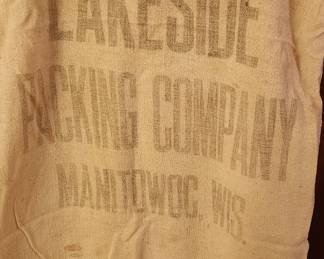 LAKESIDE
PACKING COMPANY
MANITOWOC, WIS.